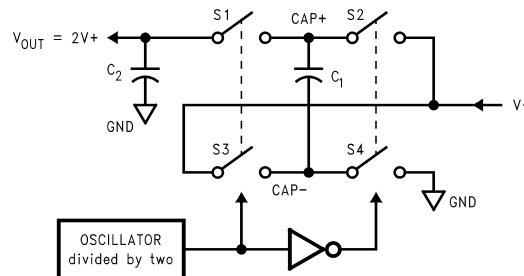 S1
CAP+
S2
V_OUT = 2V+
C_2
C_1
GND
V+
S3
S4
CAP-
GND
OSCILLATOR
divided by two